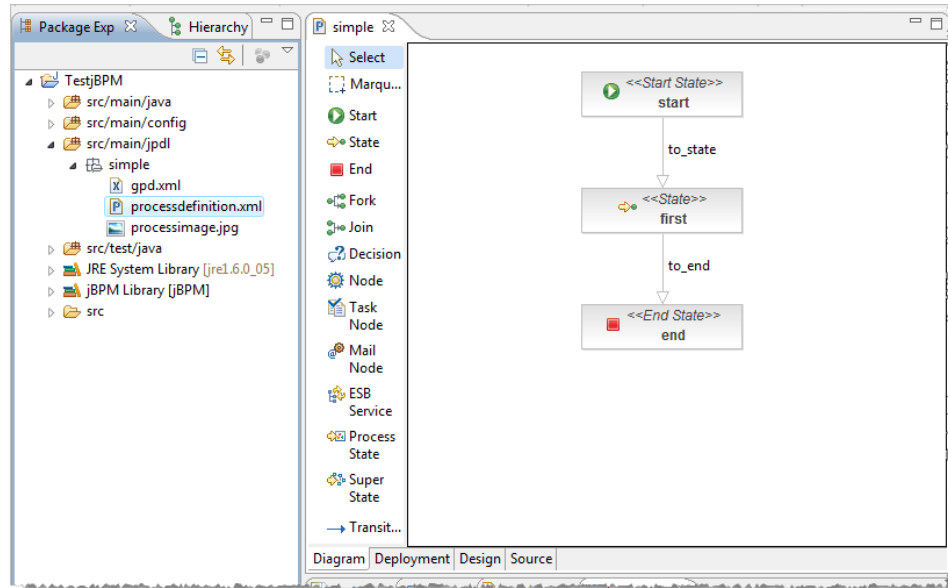 Package Exp
Hierarchy
TestjBPM
src/main/java
src/main/config
src/main/jpdl
simple
gpd.xml
processdefinition.xml
processimage.jpg
src/test/java
JRE System Library [jre1.6.0_05]
jBPM Library [jBPM]
src
simple
Select
Marqu...
Start
State
End
Fork
Join
Decision
Node
Task
Node
Mail
Node
ESB
Service
Process
State
Super
State
Transit...
<<Start State>>
start
to_state
<<State>>
first
to_end
<<End State>>
end
Diagram Deployment Design Source